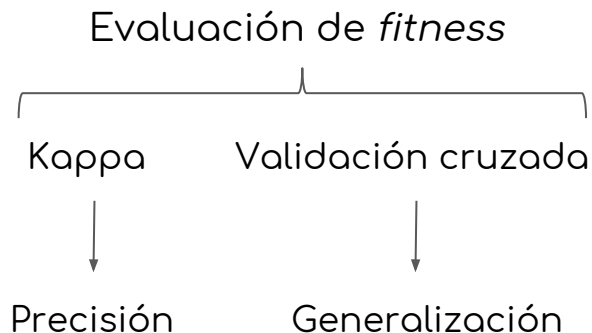 Evaluación de fitness
Kappa Validación cruzada
Precisión Generalización